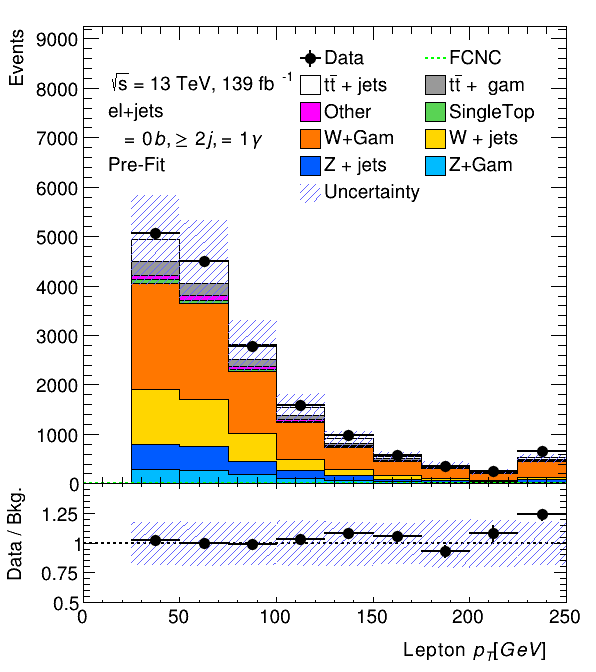 Events
9000
8000
7000
6000
5000
4000
3000
2000
1000
0
√s = 13 TeV, 139 fb⁻¹
el+jets
= 0b, ≥ 2j, = 1γ
Pre-Fit
Data
FCNC
tt̄ + jets
tt̄ + gam
Other
SingleTop
W+Gam
W + jets
Z + jets
Z+Gam
Uncertainty
Data / Bkg.
1.25
1
0.75
0.5
0 50 100 150 200 250
Lepton p_T[GeV]